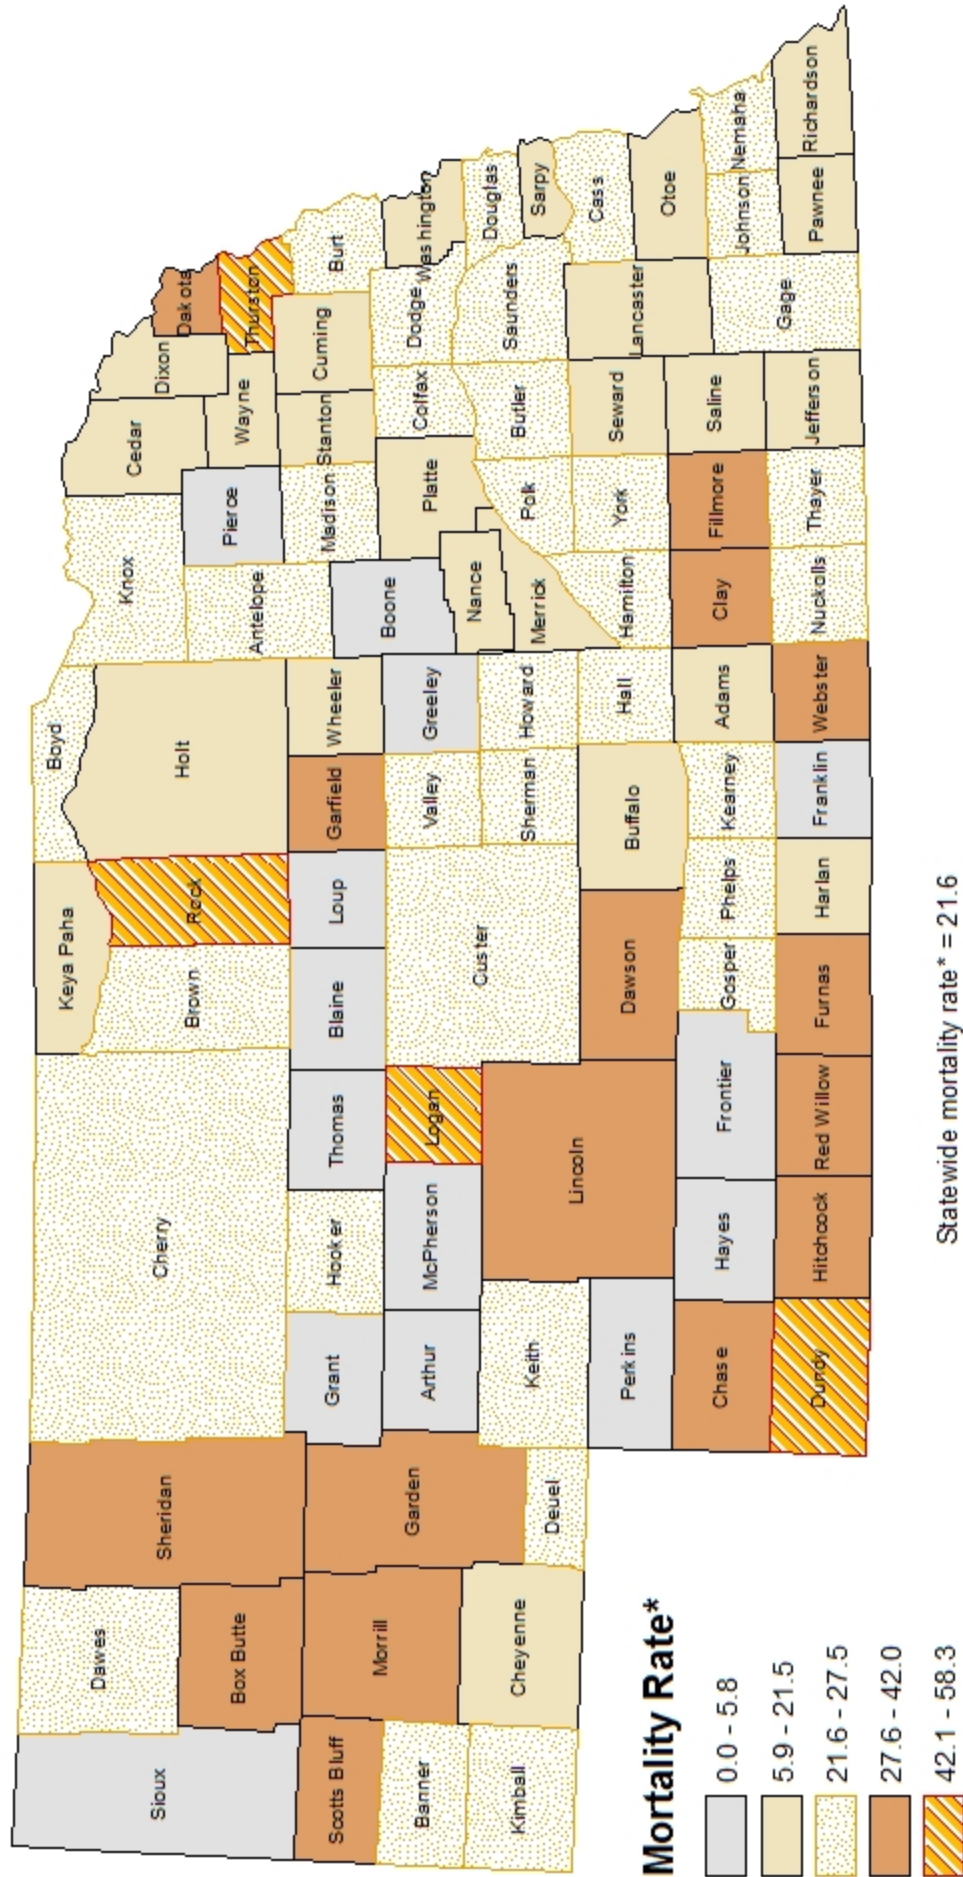 Sioux
Dawes
Sheridan
Cherry
Keya Paha
Boyd
Knox
Cedar
Dixon
Dakota
Box Butte
Brown
Rock
Holt
Antelope
Pierce
Wayne
Thurston
Scotts Bluff
Morrill
Garden
Grant
Hooker
Thomas
Blaine
Loup
Garfield
Wheeler
Boone
Madison
Stanton
Cuming
Burt
Banner
Arthur
McPherson
Logan
Custer
Valley
Greeley
Nance
Platte
Colfax
Dodge
Washington
Kimball
Cheyenne
Deuel
Keith
Lincoln
Sherman
Howard
Merrick
Polk
Butler
Saunders
Douglas
Sarpy
Perkins
Dawson
Buffalo
Hall
Hamilton
York
Seward
Lancaster
Cass
Otoe
Chase
Hayes
Frontier
Gosper
Phelps
Kearney
Adams
Clay
Fillmore
Saline
Gage
Johnson
Nemaha
Dundy
Hitchcock
Red Willow
Furnas
Harlan
Franklin
Webster
Nuckolls
Thayer
Jefferson
Pawnee
Richardson
Mortality Rate*
0.0 - 5.8
5.9 - 21.5
21.6 - 27.5
27.6 - 42.0
42.1 - 58.3
Statewide mortality rate* = 21.6